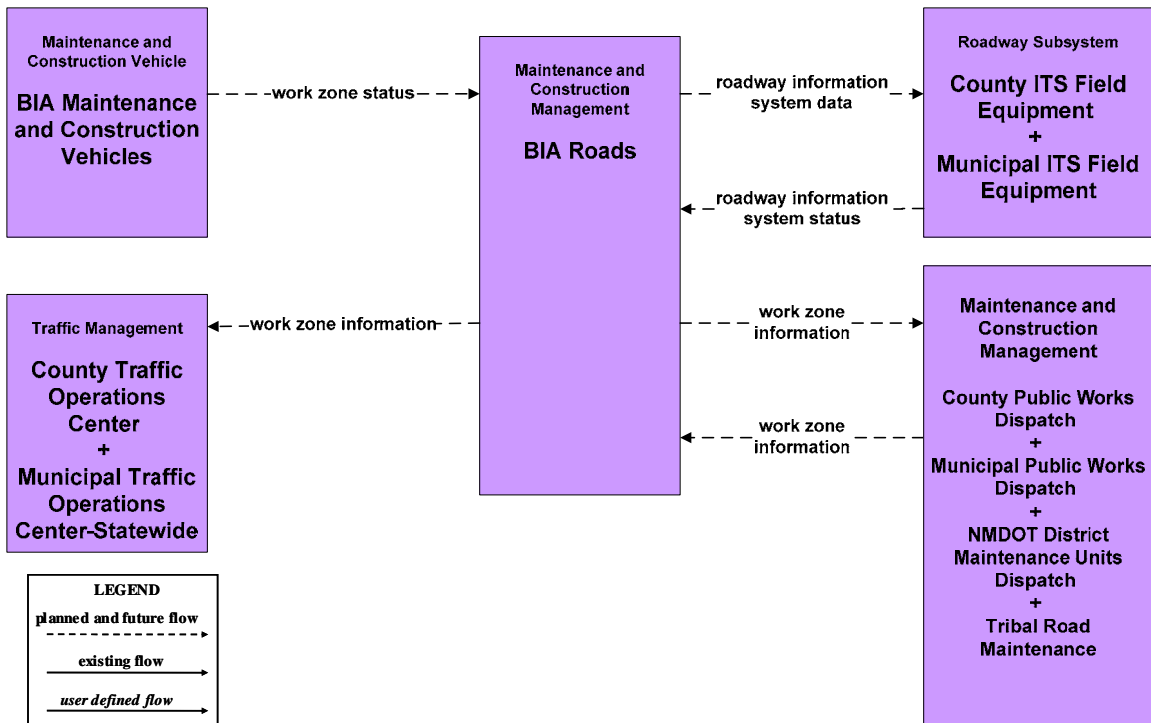 Maintenance and
Construction Vehicle
BIA Maintenance
and Construction
Vehicles
work zone status
Maintenance and
Construction
Management
BIA Roads
roadway information
system data
roadway information
system status
Roadway Subsystem
County ITS Field
Equipment
+
Municipal ITS Field
Equipment
Traffic Management
County Traffic
Operations
Center
+
Municipal Traffic
Operations
Center-Statewide
work zone information
work zone
information
work zone
information
Maintenance and
Construction
Management
County Public Works
Dispatch
+
Municipal Public Works
Dispatch
+
NMDOT District
Maintenance Units
Dispatch
+
Tribal Road
Maintenance
LEGEND
planned and future flow
existing flow
user defined flow